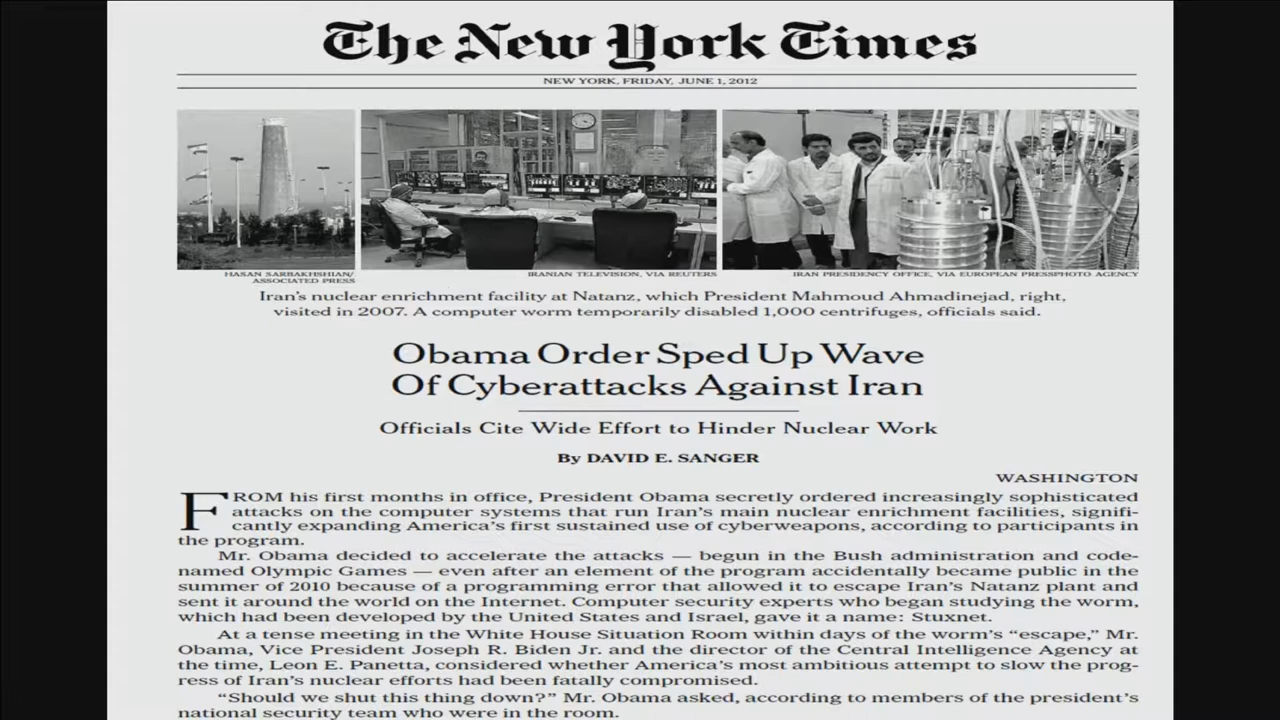 The New York Times
NEW YORK, FRIDAY, JUNE 1, 2012
HASAN SARBAKHSHIAN/
ASSOCIATED PRESS
IRANIAN TELEVISION, VIA REUTERS
IRAN PRESIDENCY OFFICE, VIA EUROPEAN PRESSPHOTO AGENCY
Iran's nuclear enrichment facility at Natanz, which President Mahmoud Ahmadinejad, right,
visited in 2007. A computer worm temporarily disabled 1,000 centrifuges, officials said.
Obama Order Sped Up Wave
Of Cyberattacks Against Iran
Officials Cite Wide Effort to Hinder Nuclear Work
By DAVID E. SANGER
WASHINGTON
FROM his first months in office, President Obama secretly ordered increasingly sophisticated
attacks on the computer systems that run Iran's main nuclear enrichment facilities, signifi-
cantly expanding America's first sustained use of cyberweapons, according to participants in
the program.
Mr. Obama decided to accelerate the attacks — begun in the Bush administration and code-
named Olympic Games — even after an element of the program accidentally became public in the
summer of 2010 because of a programming error that allowed it to escape Iran's Natanz plant and
sent it around the world on the Internet. Computer security experts who began studying the worm,
which had been developed by the United States and Israel, gave it a name: Stuxnet.
At a tense meeting in the White House Situation Room within days of the worm's “escape,” Mr.
Obama, Vice President Joseph R. Biden Jr. and the director of the Central Intelligence Agency at
the time, Leon E. Panetta, considered whether America's most ambitious attempt to slow the prog-
ress of Iran's nuclear efforts had been fatally compromised.
“Should we shut this thing down?” Mr. Obama asked, according to members of the president's
national security team who were in the room.